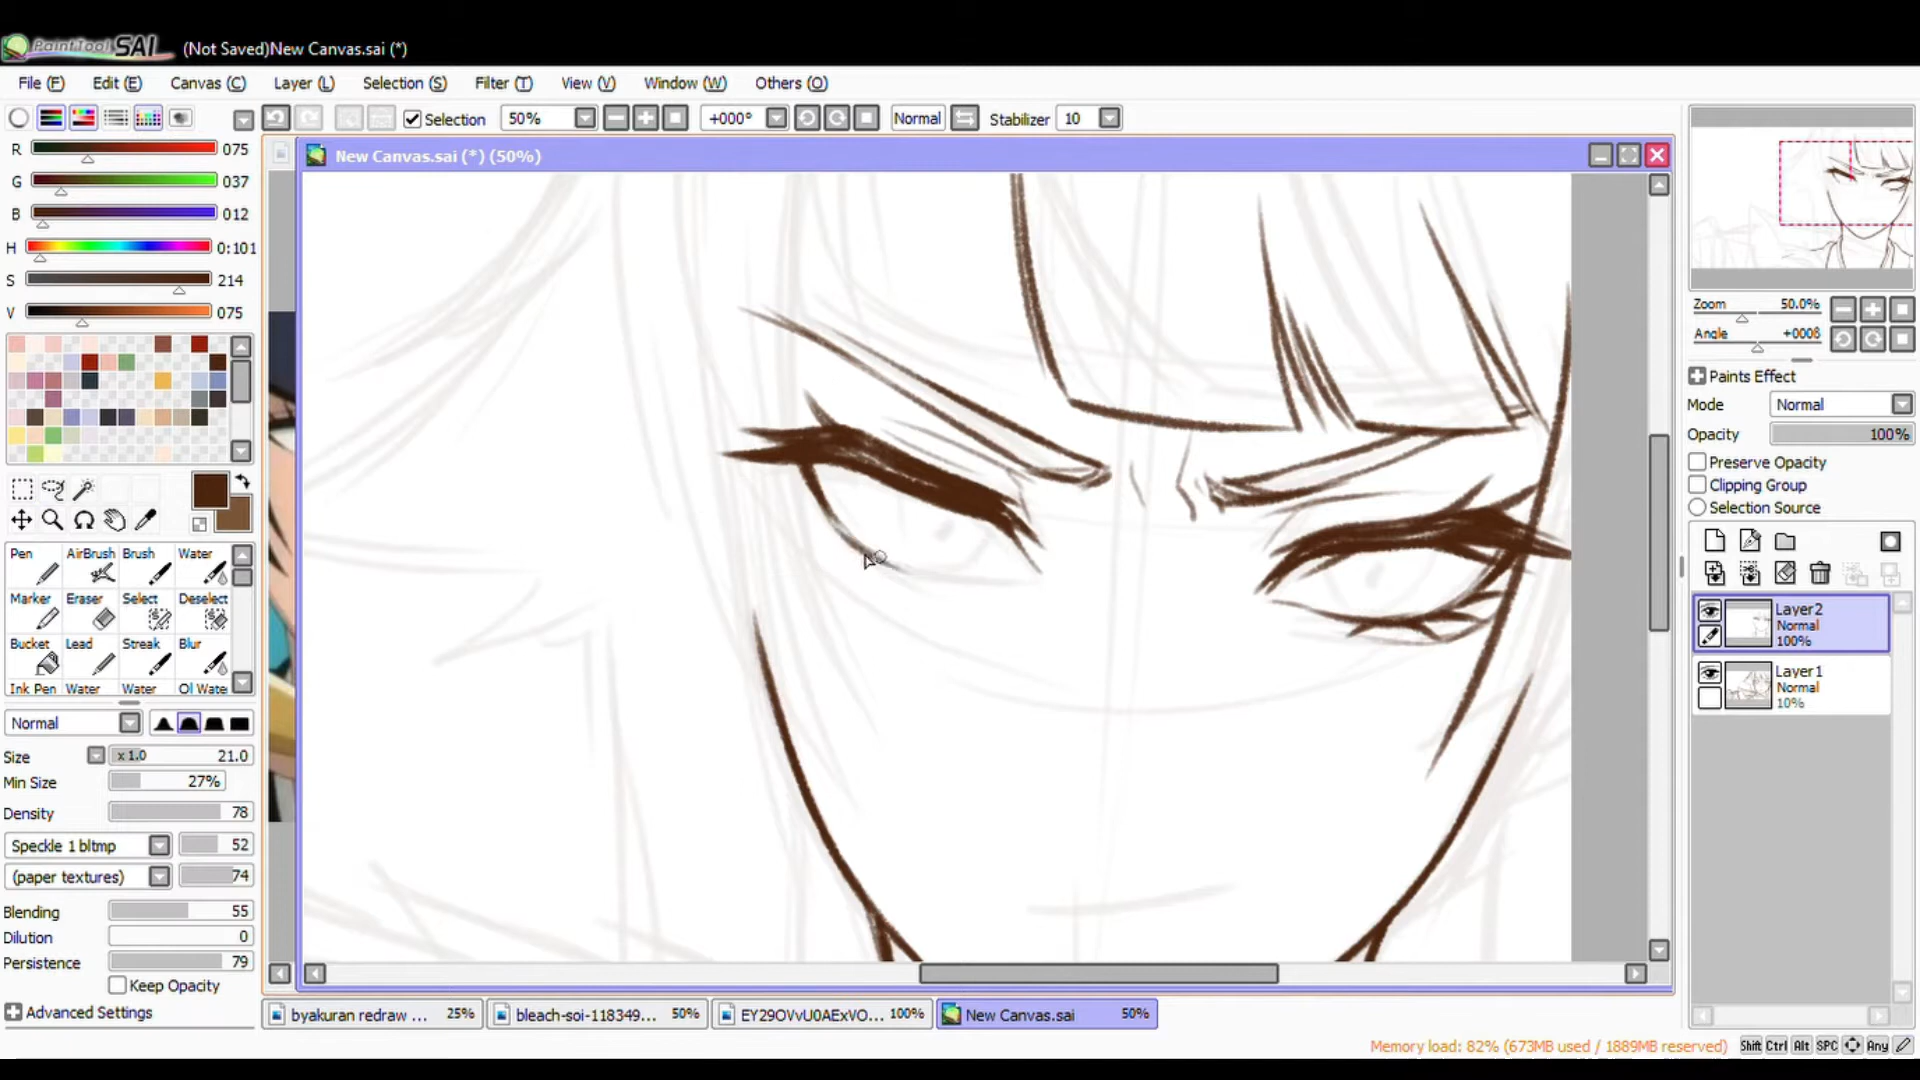 PaintTool SAI (Not Saved)New Canvas.sai (*)
File (F) Edit (E) Canvas (C) Layer (L) Selection (S) Filter (T) View (V) Window (W) Others (O)
Selection 50% +000° Normal Stabilizer 10
R 075
G 037
B 012
H 0:101
S 214
V 075
New Canvas.sai (*) (50%)
Pen AirBrush Brush Water
Marker Eraser Select Deselect
Bucket Lead Streak Blur
Ink Pen Water Water Ol Wate
Normal
Size x 1.0 21.0
Min Size 27%
Density 78
Speckle 1 bltmp 52
(paper textures) 74
Blending 55
Dilution 0
Persistence 79
Keep Opacity
Advanced Settings
byakuran redraw ... 25%
bleach-soi-118349... 50%
EY29OVvU0AExVO... 100%
New Canvas.sai 50%
Zoom 50.0%
Angle +0008
Paints Effect
Mode Normal
Opacity 100%
Preserve Opacity
Clipping Group
Selection Source
Layer2
Normal
100%
Layer1
Normal
10%
Memory load: 82% (673MB used / 1889MB reserved) Shift Ctrl Alt SPC Any